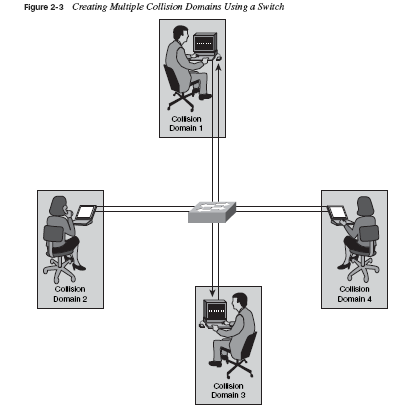 Figure 2-3 Creating Multiple Collision Domains Using a Switch
Collision
Domain 1
Collision
Domain 2
Collision
Domain 4
Collision
Domain 3